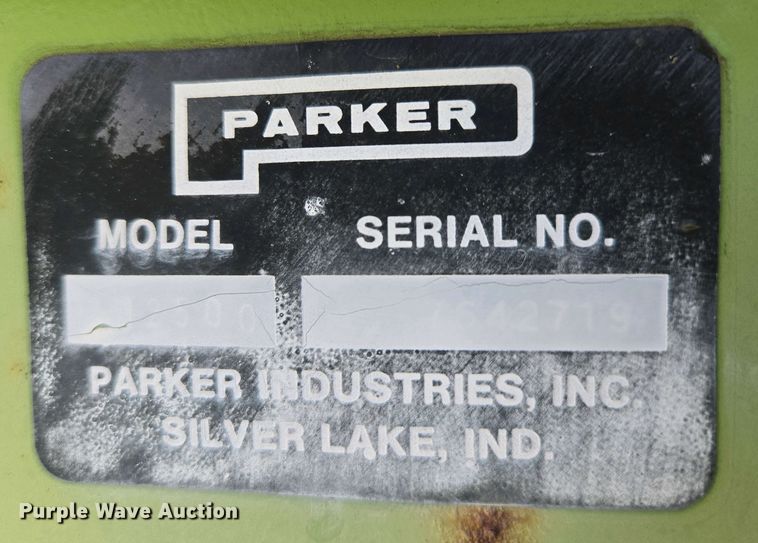 PARKER
MODEL SERIAL NO.
PARKER INDUSTRIES, INC.
SILVER LAKE, IND.
Purple Wave Auction